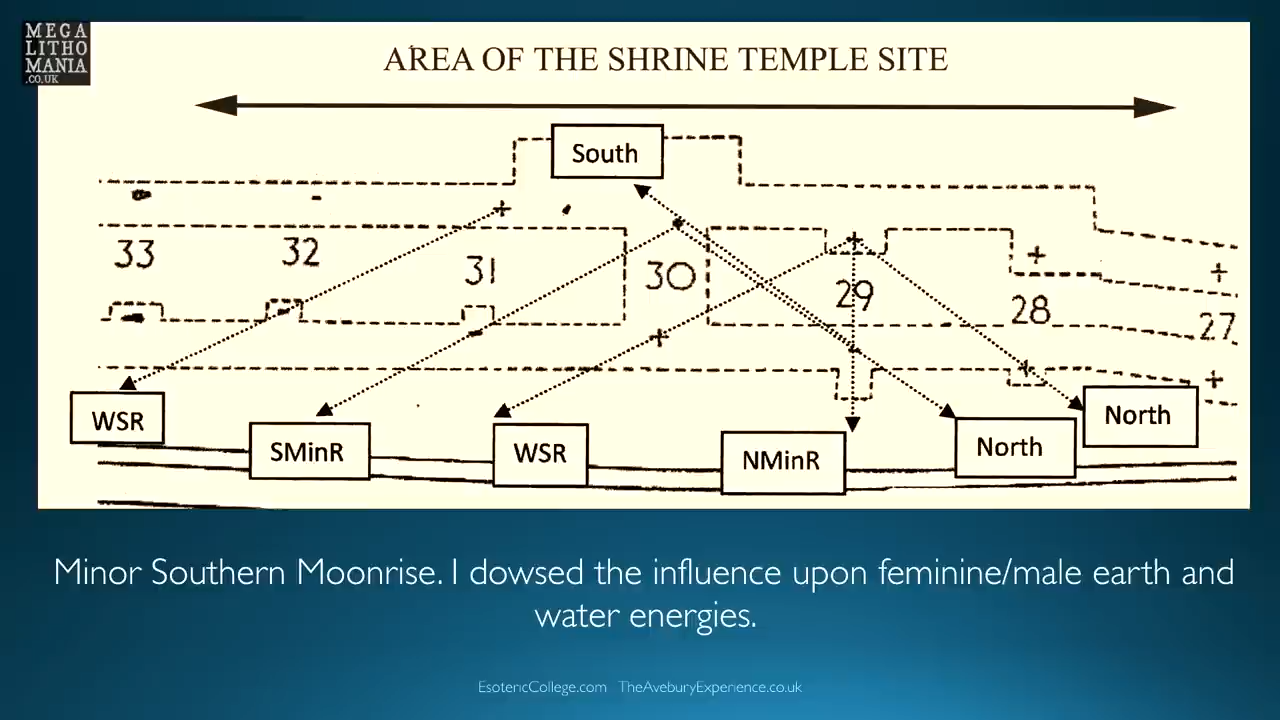 MEGA
LITHO
MANIA
.CO.UK
AREA OF THE SHRINE TEMPLE SITE
South
33
32
31
30
29
28
27
WSR
SMinR
WSR
NMinR
North
North
Minor Southern Moonrise. I dowsed the influence upon feminine/male earth and
water energies.
EsotericCollege.com TheAveburyExperience.co.uk